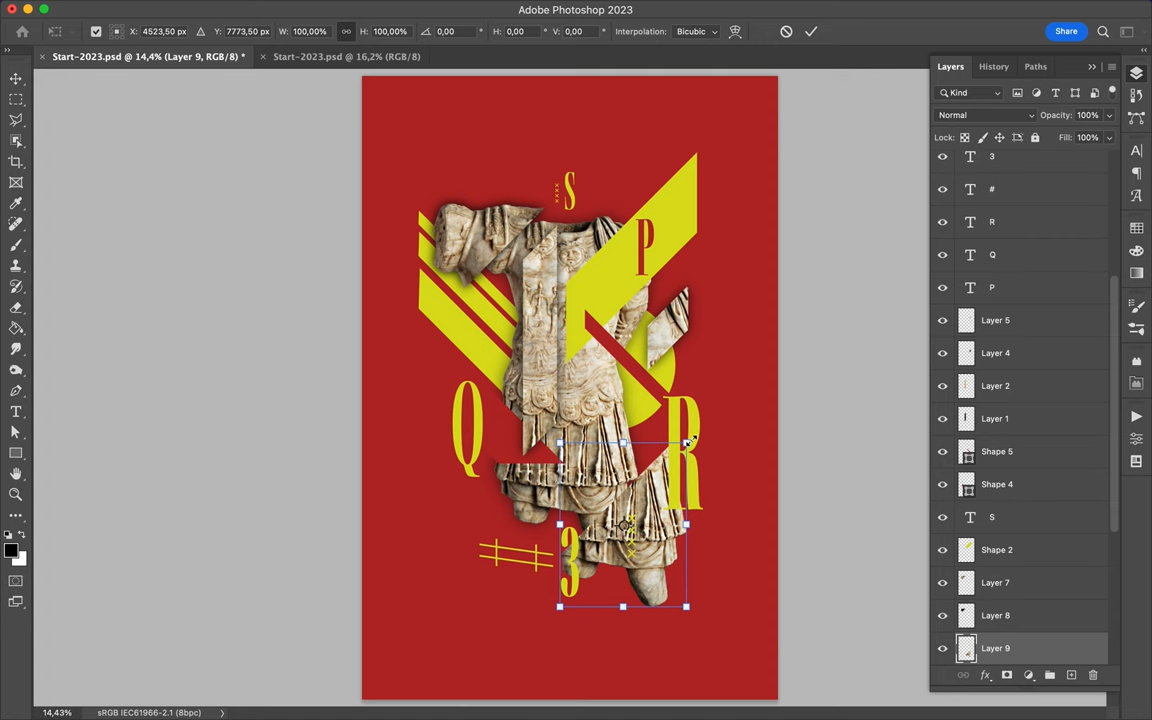 Adobe Photoshop 2023
X: 4523,50 px Y: 7773,50 px W: 100,00% H: 100,00% 0,00 H: 0,00 V: 0,00 Interpolation: Bicubic Share
Start-2023.psd @ 14,4% (Layer 9, RGB/8) * Start-2023.psd @ 16,2% (RGB/8)
Layers History Paths
Kind
Normal Opacity: 100%
Lock: Fill: 100%
T 3
T #
T R
T Q
T P
Layer 5
Layer 4
Layer 2
Layer 1
Shape 5
Shape 4
T S
Shape 2
Layer 7
Layer 8
Layer 9
fx
S
P
Q
R
#3
14,43% sRGB IEC61966-2.1 (8bpc)